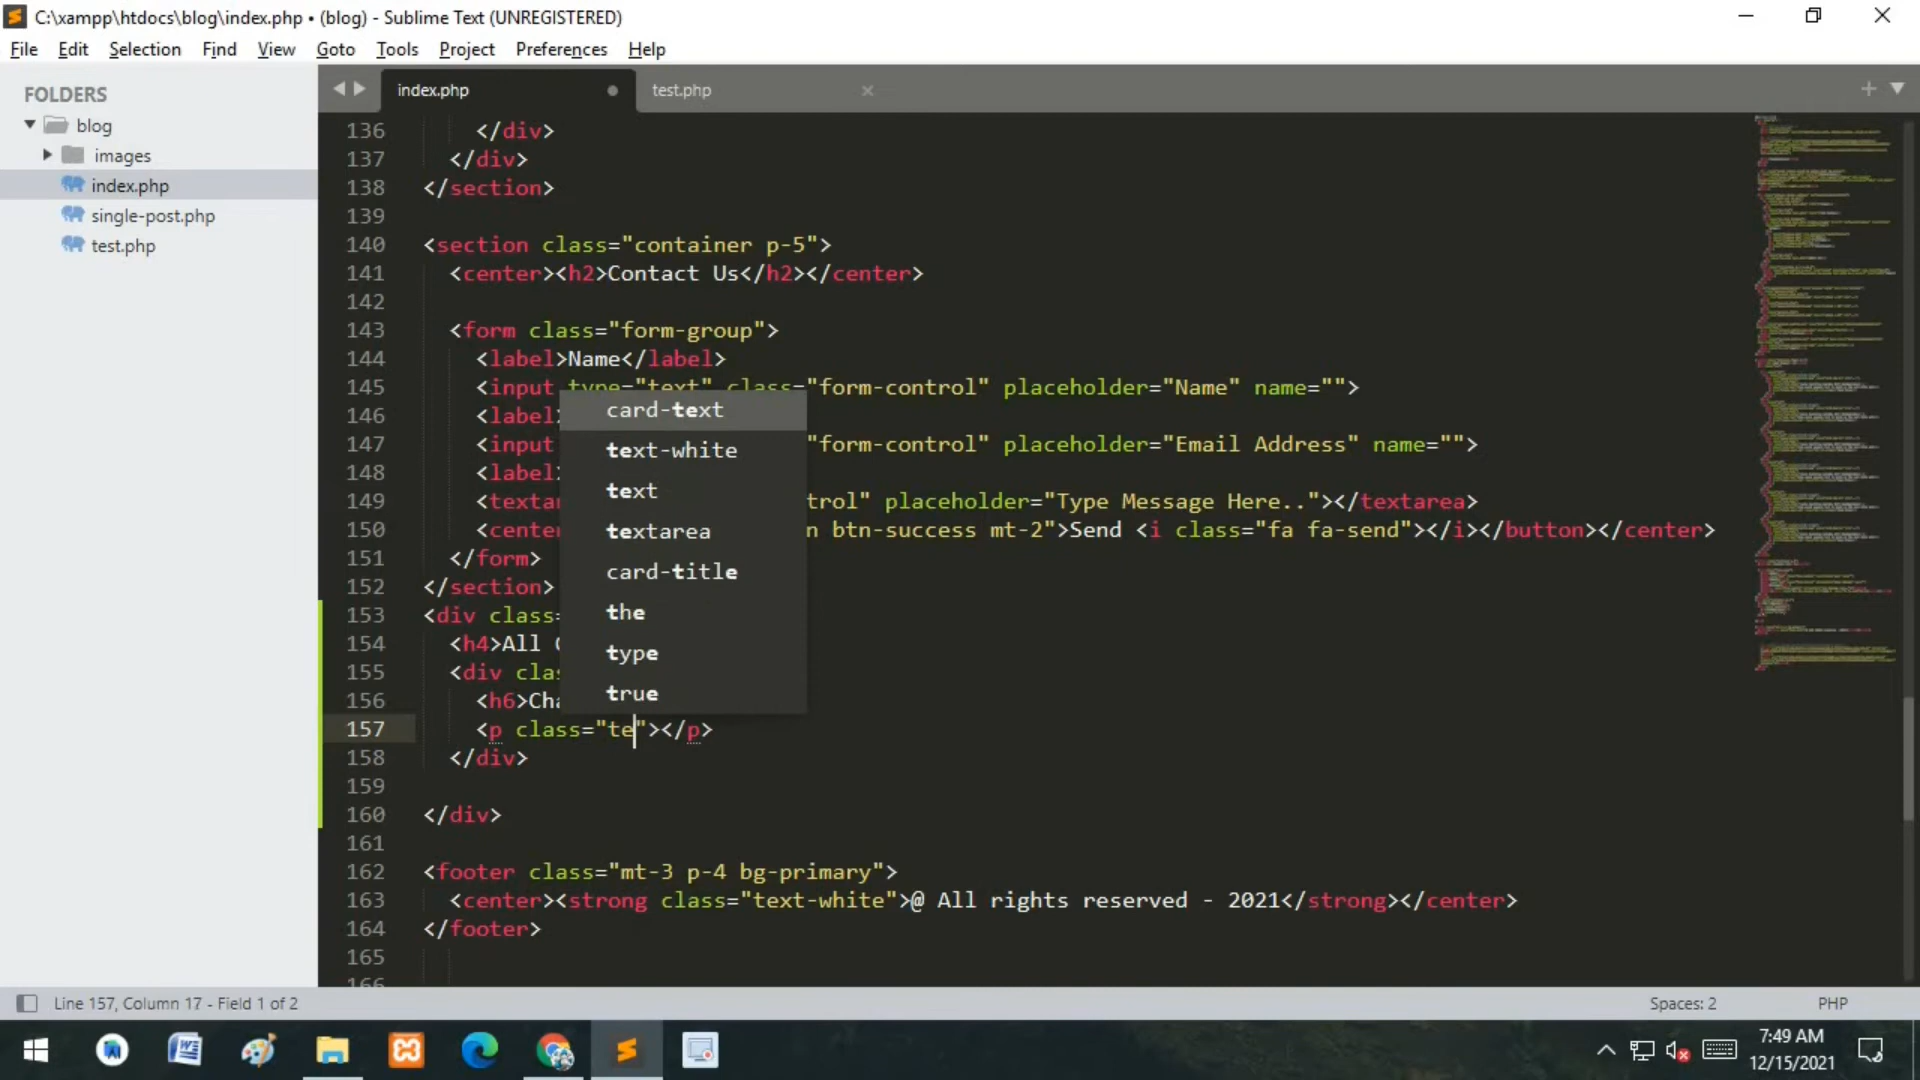 C:\xampp\htdocs\blog\index.php • (blog) - Sublime Text (UNREGISTERED)
File Edit Selection Find View Goto Tools Project Preferences Help
FOLDERS
blog
images
index.php
single-post.php
test.php
index.php
test.php
136 </div>
137 </div>
138 </section>
139
140 <section class="container p-5">
141 <center><h2>Contact Us</h2></center>
142
143 <form class="form-group">
144 <label>Name</label>
145 <input type="text" class="form-control" placeholder="Name" name="">
146 <label>
147 <input "form-control" placeholder="Email Address" name="">
148 <label>
149 <textar trol" placeholder="Type Message Here.."></textarea>
150 <center n btn-success mt-2">Send <i class="fa fa-send"></i></button></center>
151 </form>
152 </section>
153 <div class=
154 <h4>All
155 <div clas
156 <h6>Cha
157 <p class="te"></p>
158 </div>
159
160 </div>
161
162 <footer class="mt-3 p-4 bg-primary">
163 <center><strong class="text-white">@ All rights reserved - 2021</strong></center>
164 </footer>
165
166
card-text
text-white
text
textarea
card-title
the
type
true
Line 157, Column 17 - Field 1 of 2
Spaces: 2
PHP
7:49 AM
12/15/2021